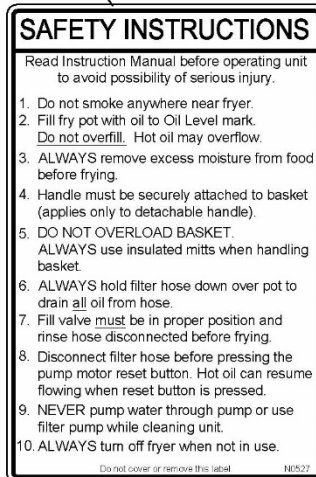 SAFETY INSTRUCTIONS
Read Instruction Manual before operating unit
to avoid possibility of serious injury.
1. Do not smoke anywhere near fryer.
2. Fill fry pot with oil to Oil Level mark.
Do not overfill. Hot oil may overflow.
3. ALWAYS remove excess moisture from food
before frying.
4. Handle must be securely attached to basket
(applies only to detachable handle).
5. DO NOT OVERLOAD BASKET.
ALWAYS use insulated mitts when handling
basket.
6. ALWAYS hold filter hose down over pot to
drain all oil from hose.
7. Fill valve must be in proper position and
rinse hose disconnected before frying.
8. Disconnect filter hose before pressing the
pump motor reset button. Hot oil can resume
flowing when reset button is pressed.
9. NEVER pump water through pump or use
filter pump while cleaning unit.
10. ALWAYS turn off fryer when not in use.
Do not cover or remove this label N0527